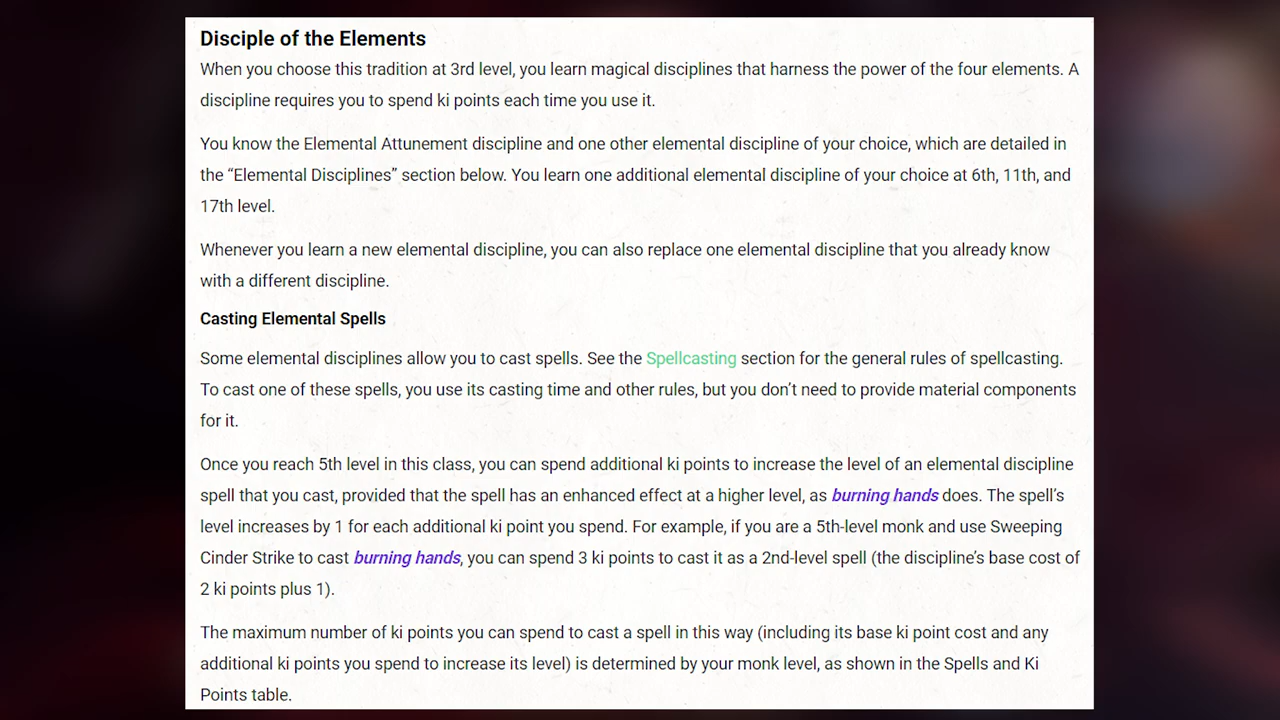 Disciple of the Elements
When you choose this tradition at 3rd level, you learn magical disciplines that harness the power of the four elements. A
discipline requires you to spend ki points each time you use it.
You know the Elemental Attunement discipline and one other elemental discipline of your choice, which are detailed in
the “Elemental Disciplines” section below. You learn one additional elemental discipline of your choice at 6th, 11th, and
17th level.
Whenever you learn a new elemental discipline, you can also replace one elemental discipline that you already know
with a different discipline.
Casting Elemental Spells
Some elemental disciplines allow you to cast spells. See the Spellcasting section for the general rules of spellcasting.
To cast one of these spells, you use its casting time and other rules, but you don’t need to provide material components
for it.
Once you reach 5th level in this class, you can spend additional ki points to increase the level of an elemental discipline
spell that you cast, provided that the spell has an enhanced effect at a higher level, as burning hands does. The spell’s
level increases by 1 for each additional ki point you spend. For example, if you are a 5th-level monk and use Sweeping
Cinder Strike to cast burning hands, you can spend 3 ki points to cast it as a 2nd-level spell (the discipline’s base cost of
2 ki points plus 1).
The maximum number of ki points you can spend to cast a spell in this way (including its base ki point cost and any
additional ki points you spend to increase its level) is determined by your monk level, as shown in the Spells and Ki
Points table.